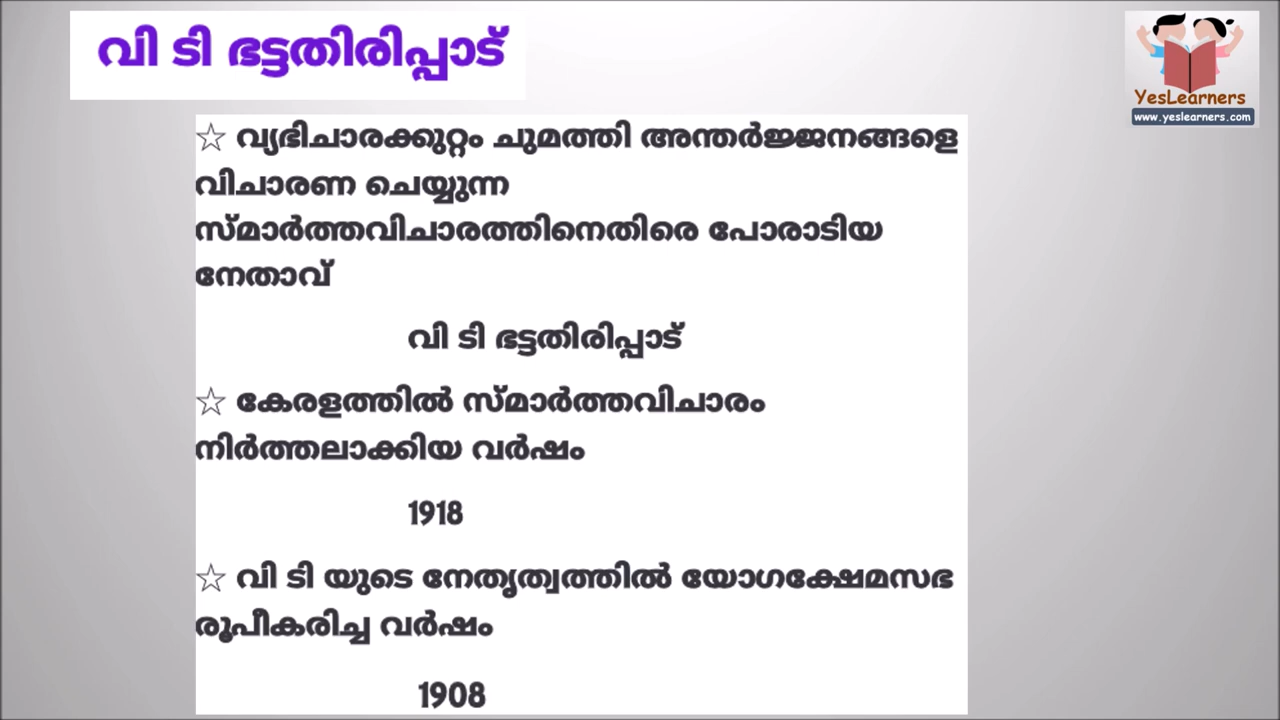 വി ടി ഭട്ടതിരിപ്പാട്
YesLearners
www.yeslearners.com
☆ വ്യഭിചാരക്കുറ്റം ചുമത്തി അന്തർജ്ജനങ്ങളെ
വിചാരണ ചെയ്യുന്ന
സ്മാർത്തവിചാരത്തിനെതിരെ പോരാടിയ
നേതാവ്
വി ടി ഭട്ടതിരിപ്പാട്
☆ കേരളത്തിൽ സ്മാർത്തവിചാരം
നിർത്തലാക്കിയ വർഷം
1918
☆ വി ടി യുടെ നേതൃത്വത്തിൽ യോഗക്ഷേമസഭ
രൂപീകരിച്ച വർഷം
1908